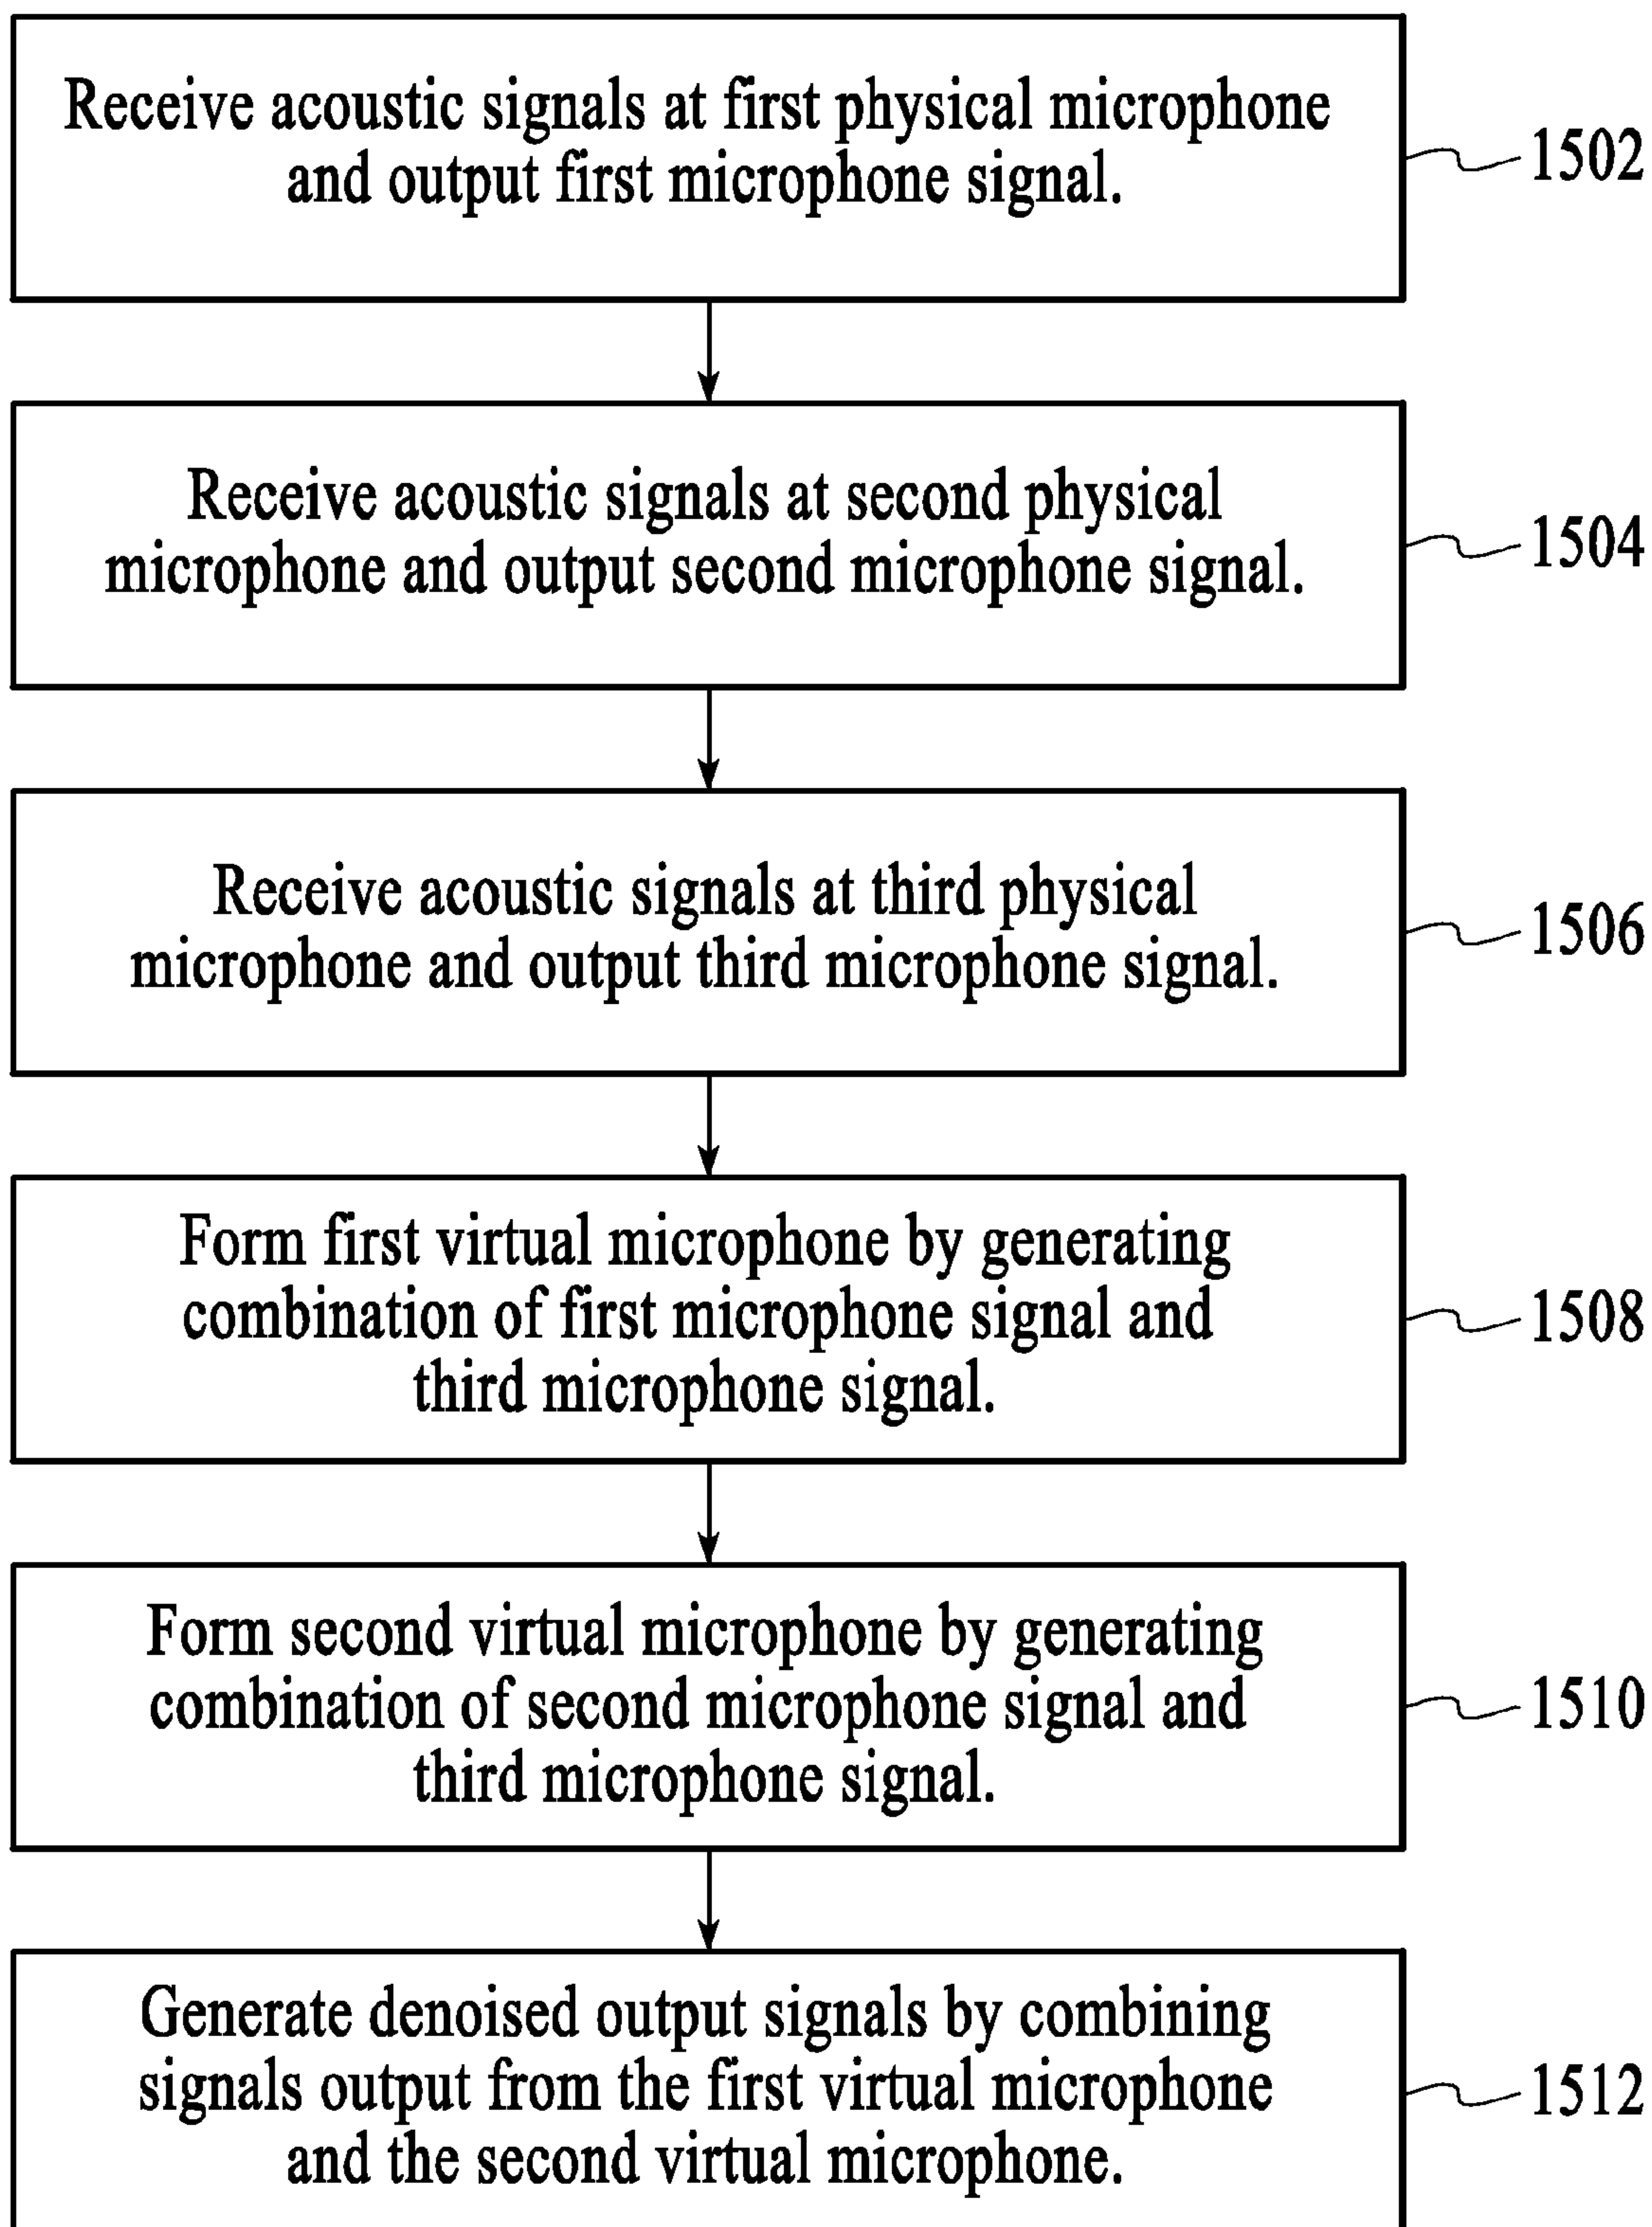 Receive acoustic signals at first physical microphone
and output first microphone signal.
1502
Receive acoustic signals at second physical
microphone and output second microphone signal.
1504
Receive acoustic signals at third physical
microphone and output third microphone signal.
1506
Form first virtual microphone by generating
combination of first microphone signal and
third microphone signal.
1508
Form second virtual microphone by generating
combination of second microphone signal and
third microphone signal.
1510
Generate denoised output signals by combining
signals output from the first virtual microphone
and the second virtual microphone.
1512